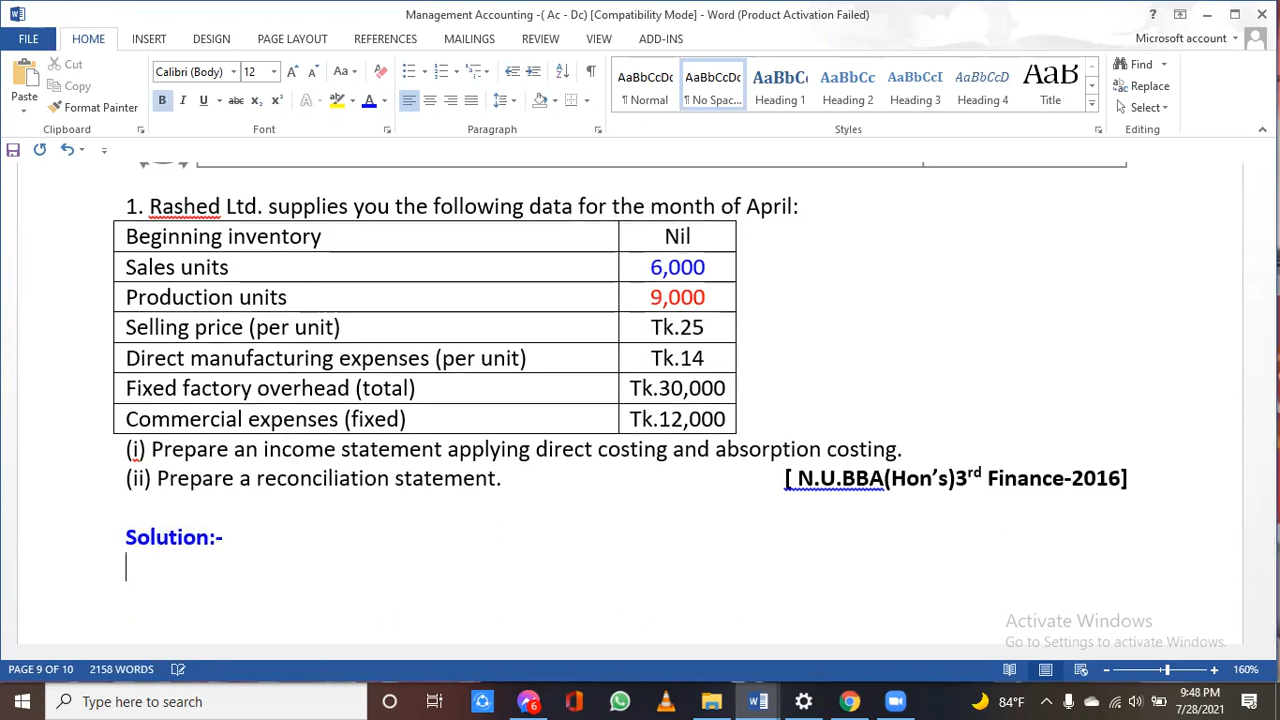 Management Accounting -( Ac - Dc) [Compatibility Mode] - Word (Product Activation Failed)
FILE HOME INSERT DESIGN PAGE LAYOUT REFERENCES MAILINGS REVIEW VIEW ADD-INS Microsoft account
Cut
Copy
Format Painter
Paste
Clipboard
Calibri (Body) 12
Font
Paragraph
AaBbCcDc AaBbCcDc AaBbC AaBbCc AaBbCcI AaBbCcD AaB
¶ Normal ¶ No Spac... Heading Heading 2 Heading 3 Heading 4 Title
Styles
Find
Replace
Select
Editing
1. Rashed Ltd. supplies you the following data for the month of April:
Beginning inventory Nil
Sales units 6,000
Production units 9,000
Selling price (per unit) Tk.25
Direct manufacturing expenses (per unit) Tk.14
Fixed factory overhead (total) Tk.30,000
Commercial expenses (fixed) Tk.12,000
(i) Prepare an income statement applying direct costing and absorption costing.
(ii) Prepare a reconciliation statement. [ N.U.BBA(Hon's)3rd Finance-2016]
Solution:-
Activate Windows
Go to Settings to activate Windows.
PAGE 9 OF 10 2158 WORDS 160%
Type here to search 84°F 9:48 PM
7/28/2021